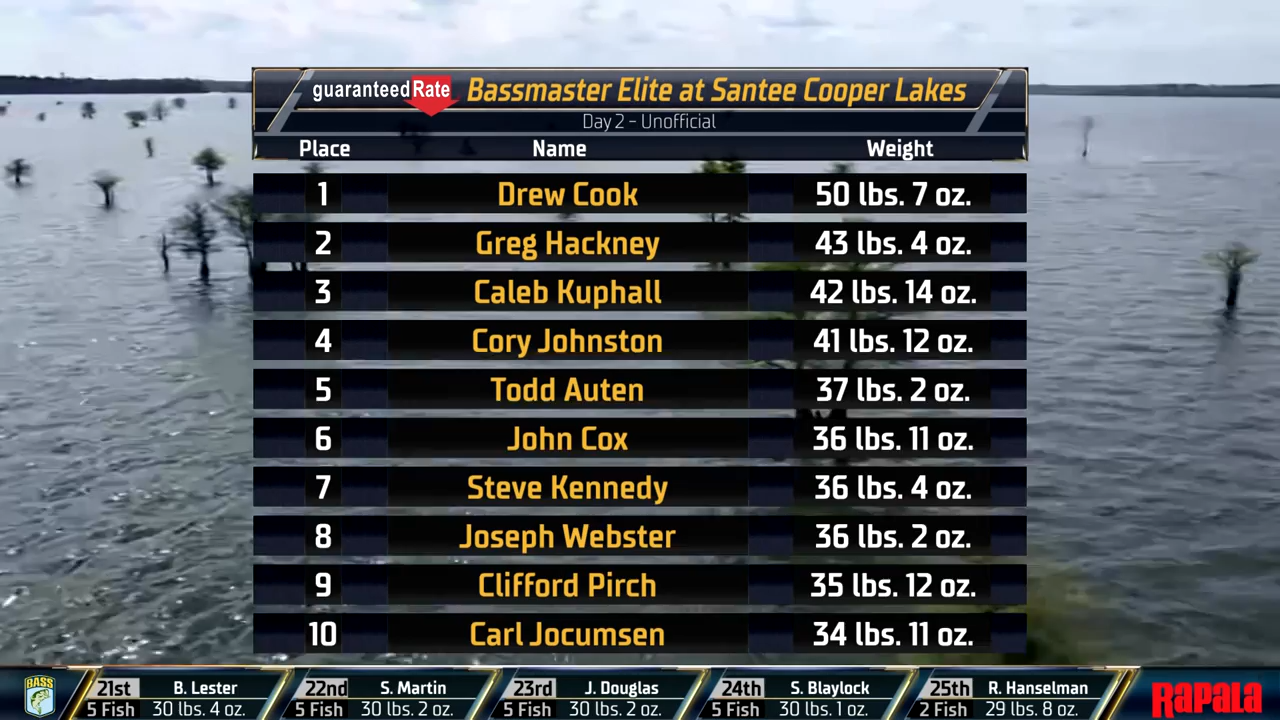 guaranteedRate Bassmaster Elite at Santee Cooper Lakes
Day 2 - Unofficial
Place Name Weight
1 Drew Cook 50 lbs. 7 oz.
2 Greg Hackney 43 lbs. 4 oz.
3 Caleb Kuphall 42 lbs. 14 oz.
4 Cory Johnston 41 lbs. 12 oz.
5 Todd Auten 37 lbs. 2 oz.
6 John Cox 36 lbs. 11 oz.
7 Steve Kennedy 36 lbs. 4 oz.
8 Joseph Webster 36 lbs. 2 oz.
9 Clifford Pirch 35 lbs. 12 oz.
10 Carl Jocumsen 34 lbs. 11 oz.
BASS
21st B. Lester
5 Fish 30 lbs. 4 oz.
22nd S. Martin
5 Fish 30 lbs. 2 oz.
23rd J. Douglas
5 Fish 30 lbs. 2 oz.
24th S. Blaylock
5 Fish 30 lbs. 1 oz.
25th R. Hanselman
2 Fish 29 lbs. 8 oz.
RAPALA